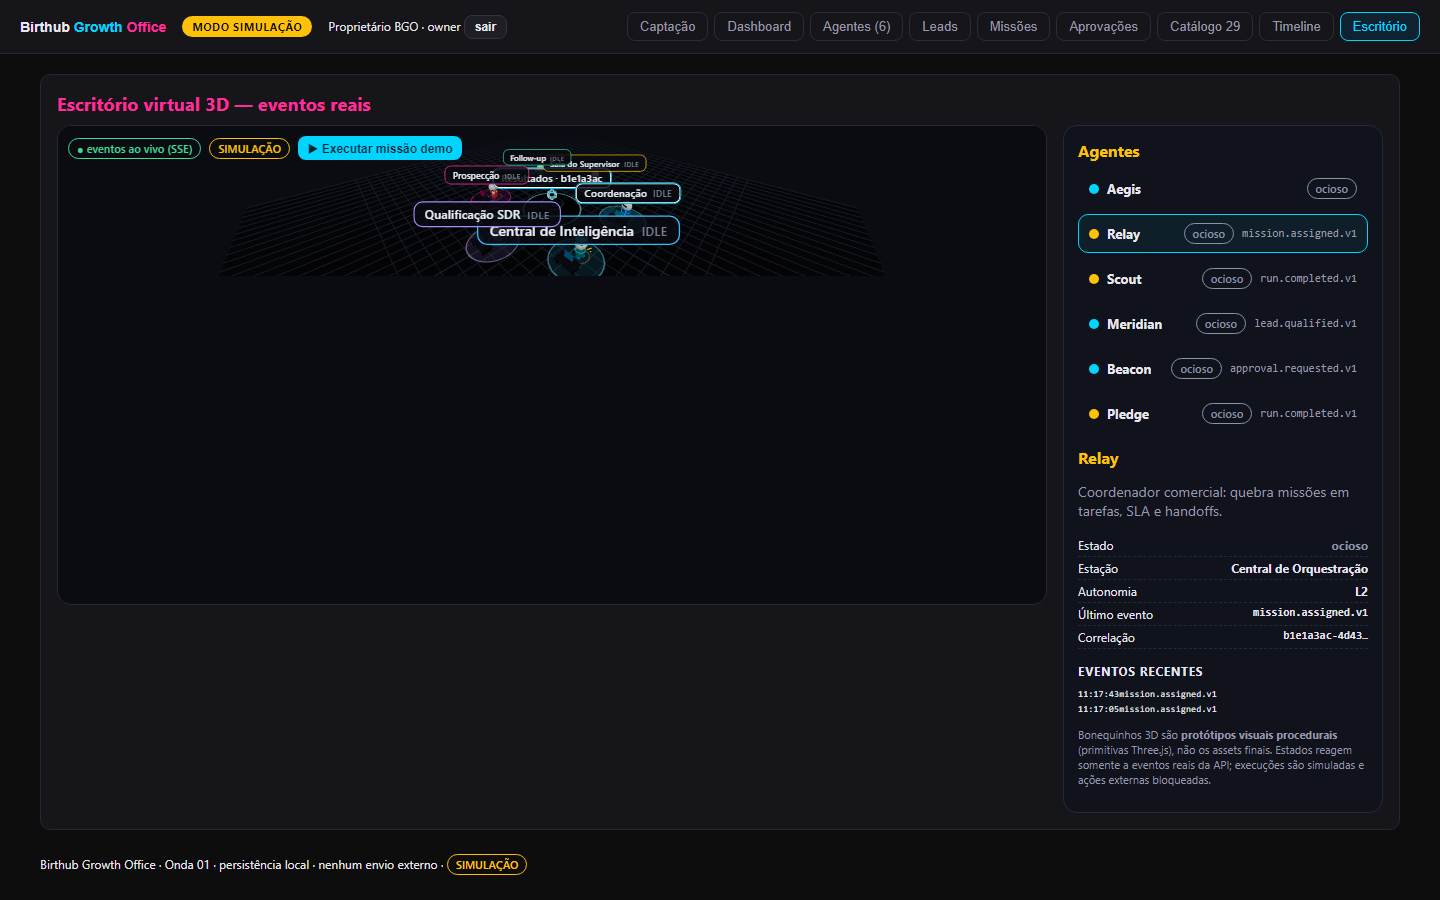 Birthub Growth Office
MODO SIMULAÇÃO
Proprietário BGO · owner
sair
Captação
Dashboard
Agentes (6)
Leads
Missões
Aprovações
Catálogo 29
Timeline
Escritório
Escritório virtual 3D — eventos reais
● eventos ao vivo (SSE)
SIMULAÇÃO
▶ Executar missão demo
Follow-up IDLE
do Supervisor IDLE
Prospecção IDLE
· b1e1a3ac
Coordenação IDLE
Qualificação SDR IDLE
Central de Inteligência IDLE
Agentes
Aegis ocioso
Relay ocioso mission.assigned.v1
Scout ocioso run.completed.v1
Meridian ocioso lead.qualified.v1
Beacon ocioso approval.requested.v1
Pledge ocioso run.completed.v1
Relay
Coordenador comercial: quebra missões em
tarefas, SLA e handoffs.
Estado ocioso
Estação Central de Orquestração
Autonomia L2
Último evento mission.assigned.v1
Correlação b1e1a3ac-4d43…
EVENTOS RECENTES
11:17:43mission.assigned.v1
11:17:05mission.assigned.v1
Bonequinhos 3D são protótipos visuais procedurais
(primitivas Three.js), não os assets finais. Estados reagem
somente a eventos reais da API; execuções são simuladas e
ações externas bloqueadas.
Birthub Growth Office · Onda 01 · persistência local · nenhum envio externo · SIMULAÇÃO